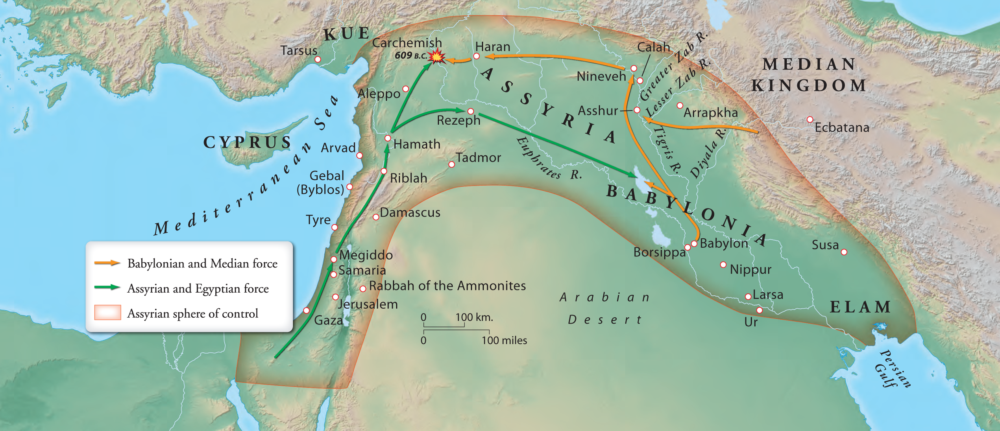 KUE
Carchemish
609 B.C.
Haran
Calah
Greater Zab R.
Lesser Zab R.
Tarsus
MEDIAN
KINGDOM
Nineveh
ASSYRIA
Aleppo
Asshur
Arrapkha
Rezeph
Ecbatana
CYPRUS
Mediterranean Sea
Arvad
Hamath
Tadmor
Euphrates R.
Tigris R.
Diyala R.
Gebal
(Byblos)
Riblah
BABYLONIA
Tyre
Damascus
Babylon
Borsippa
Susa
Megiddo
Samaria
Nippur
Rabbah of the Ammonites
Jerusalem
Larsa
Arabian
Desert
ELAM
Gaza
Ur
0 100 km.
0 100 miles
Persian
Gulf
Babylonian and Median force
Assyrian and Egyptian force
Assyrian sphere of control